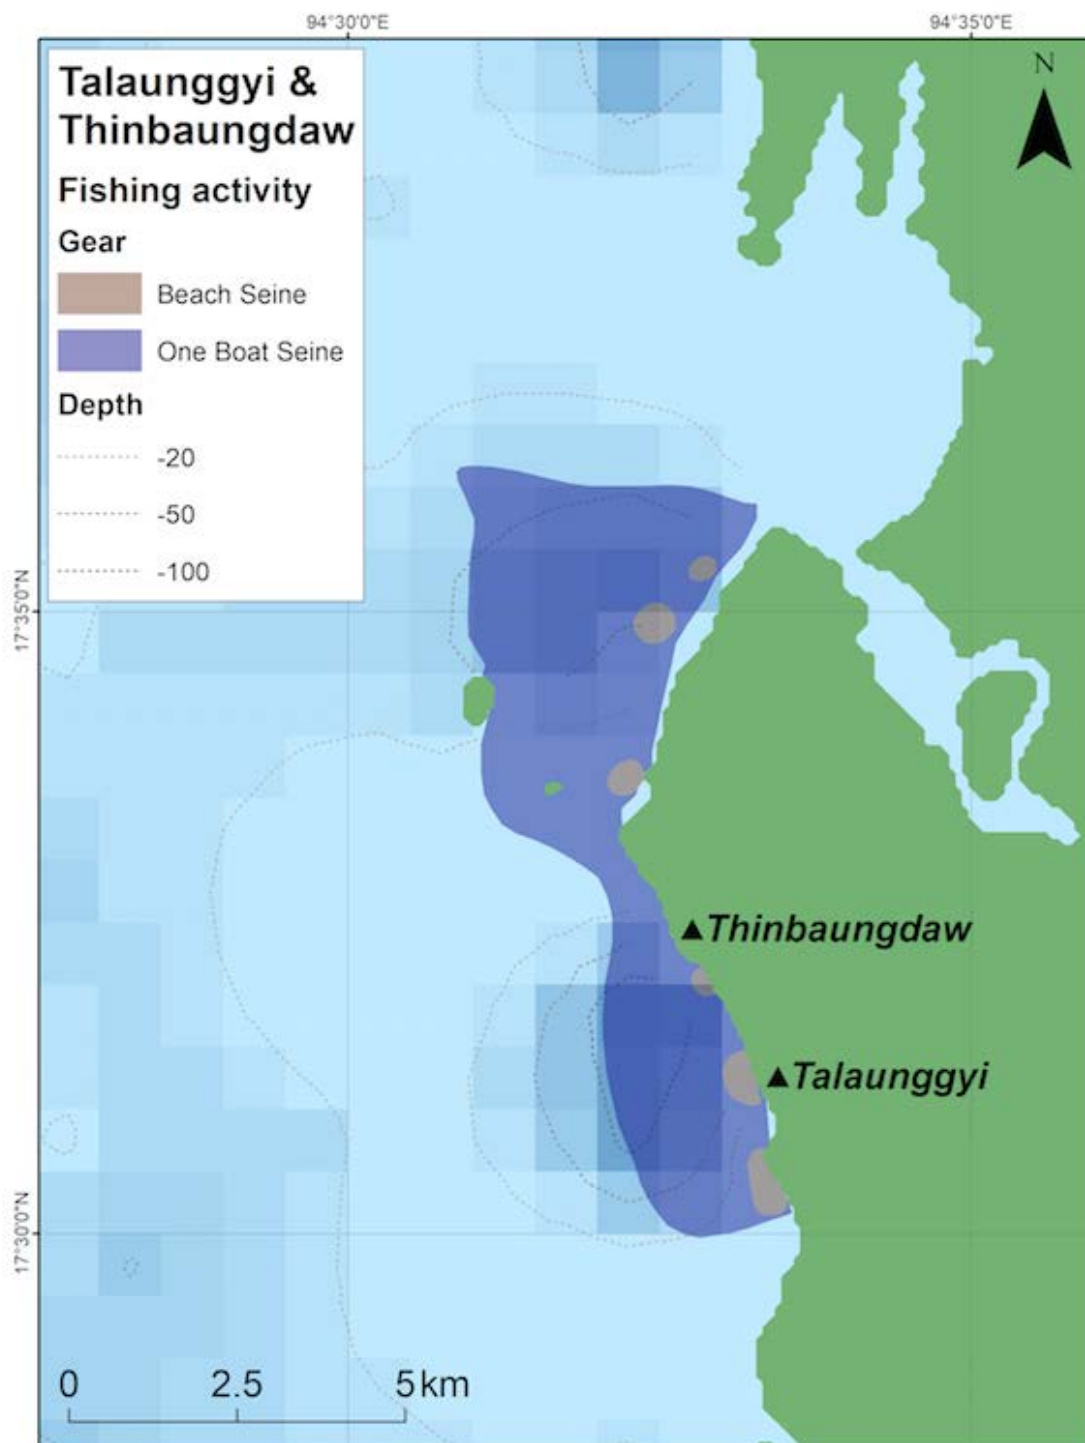 94°30'0"E
94°35'0"E
Talaunggyi &
Thinbaungdaw
Fishing activity
Gear
Beach Seine
One Boat Seine
Depth
-20
-50
-100
N
17°35'0"N
Thinbaungdaw
Talaunggyi
17°30'0"N
0 2.5 5 km